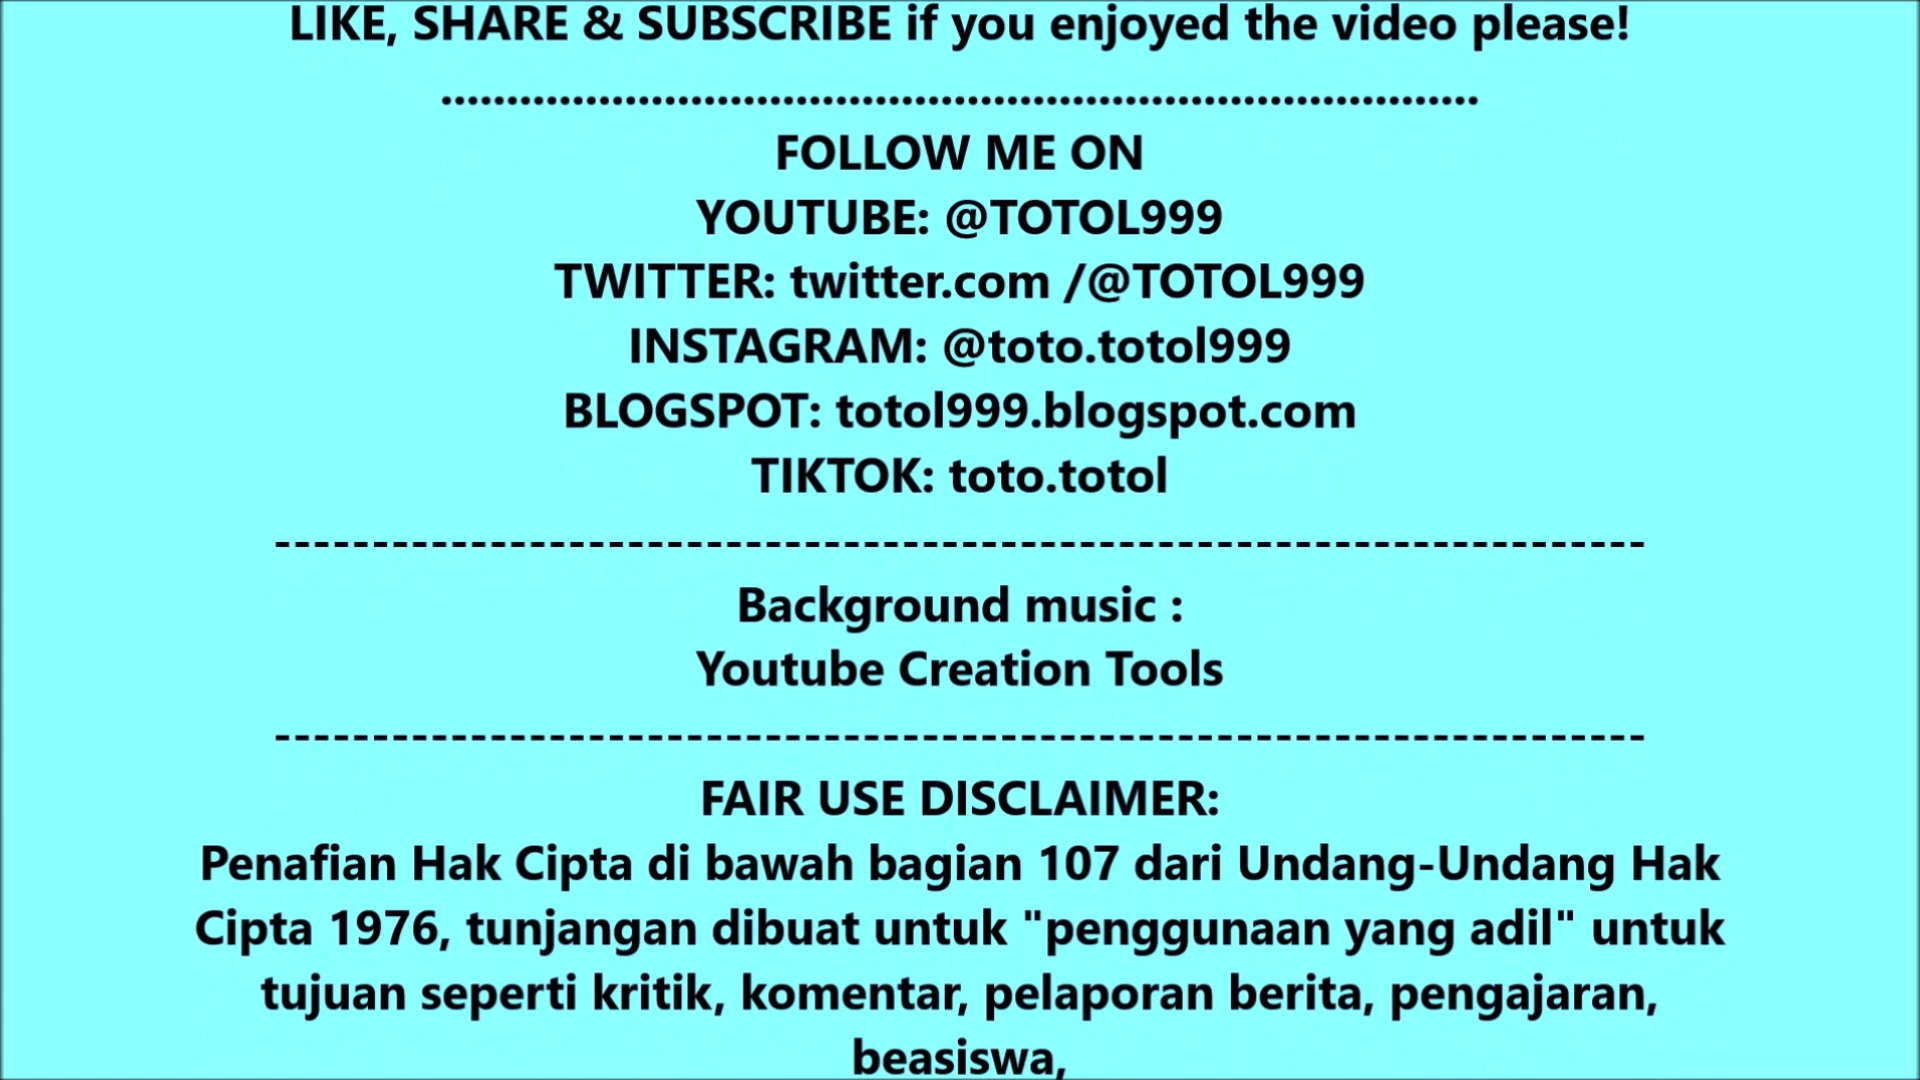 LIKE, SHARE & SUBSCRIBE if you enjoyed the video please!
...............................................................................
FOLLOW ME ON
YOUTUBE: @TOTOL999
TWITTER: twitter.com /@TOTOL999
INSTAGRAM: @toto.totol999
BLOGSPOT: totol999.blogspot.com
TIKTOK: toto.totol
----------------------------------------------------------------------
Background music :
Youtube Creation Tools
----------------------------------------------------------------------
FAIR USE DISCLAIMER:
Penafian Hak Cipta di bawah bagian 107 dari Undang-Undang Hak
Cipta 1976, tunjangan dibuat untuk "penggunaan yang adil" untuk
tujuan seperti kritik, komentar, pelaporan berita, pengajaran,
beasiswa,